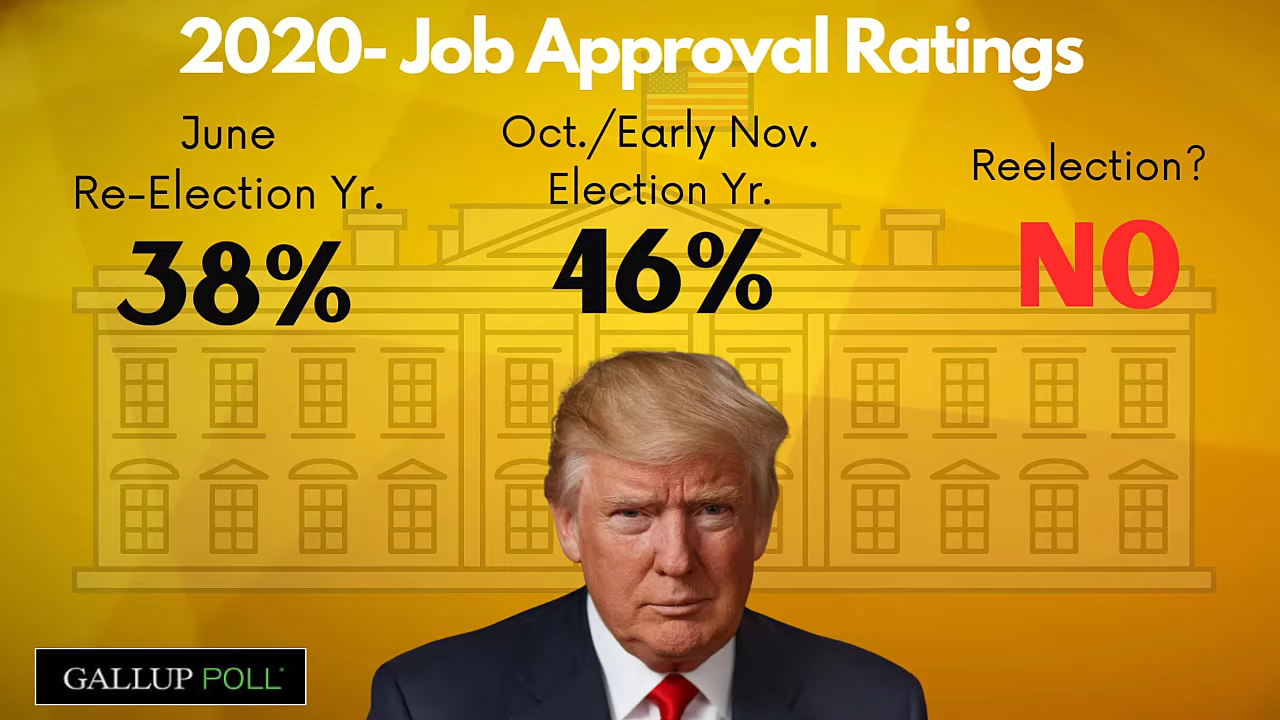 2020- Job Approval Ratings
June
Re-Election Yr.
38%
Oct./Early Nov.
Election Yr.
46%
Reelection?
NO
GALLUP POLL